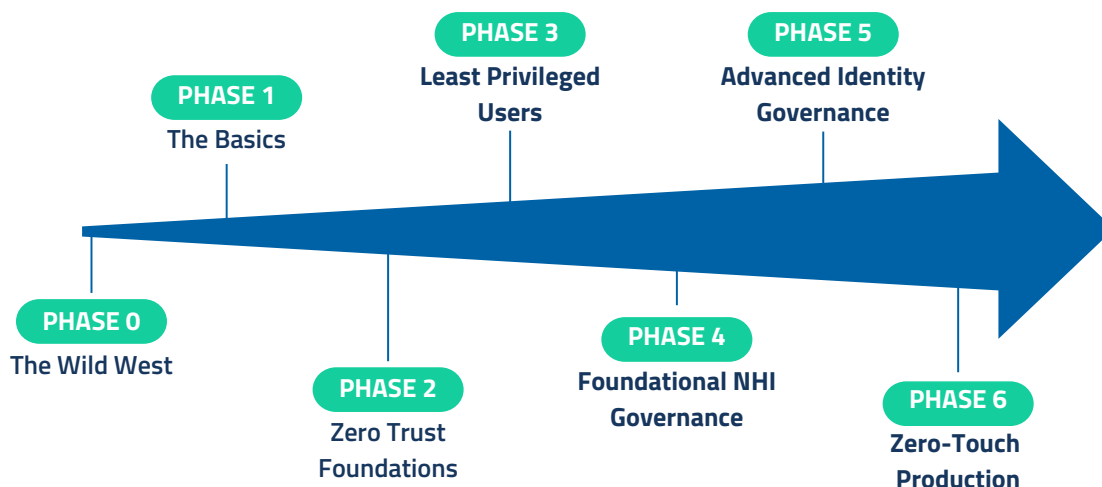 PHASE 0
The Wild West
PHASE 1
The Basics
PHASE 2
Zero Trust
Foundations
PHASE 3
Least Privileged
Users
PHASE 4
Foundational NHI
Governance
PHASE 5
Advanced Identity
Governance
PHASE 6
Zero-Touch
Production